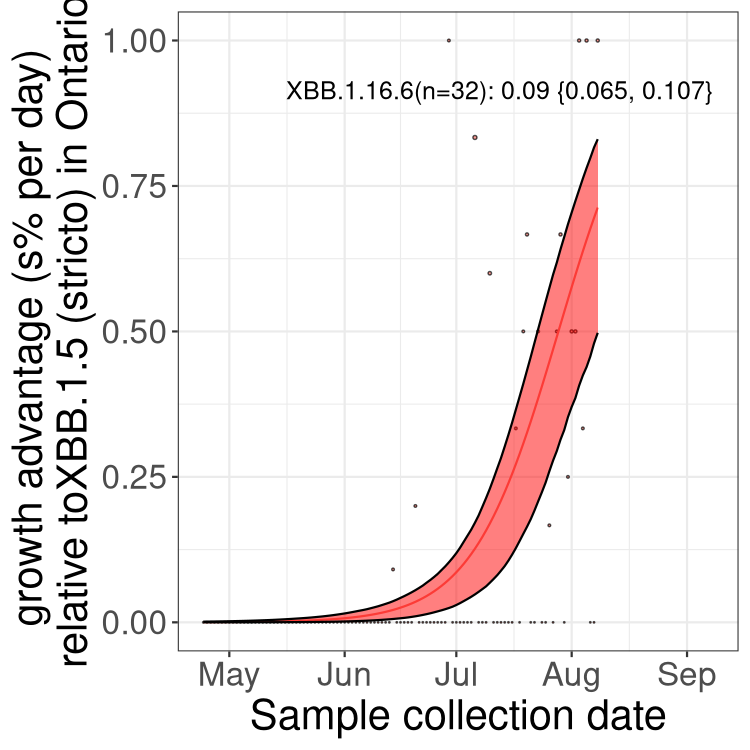 growth advantage (s% per day)
relative toXBB.1.5 (stricto) in Ontario
1.00
0.75
0.50
0.25
0.00
XBB.1.16.6(n=32): 0.09 {0.065, 0.107}
May Jun Jul Aug Sep
Sample collection date